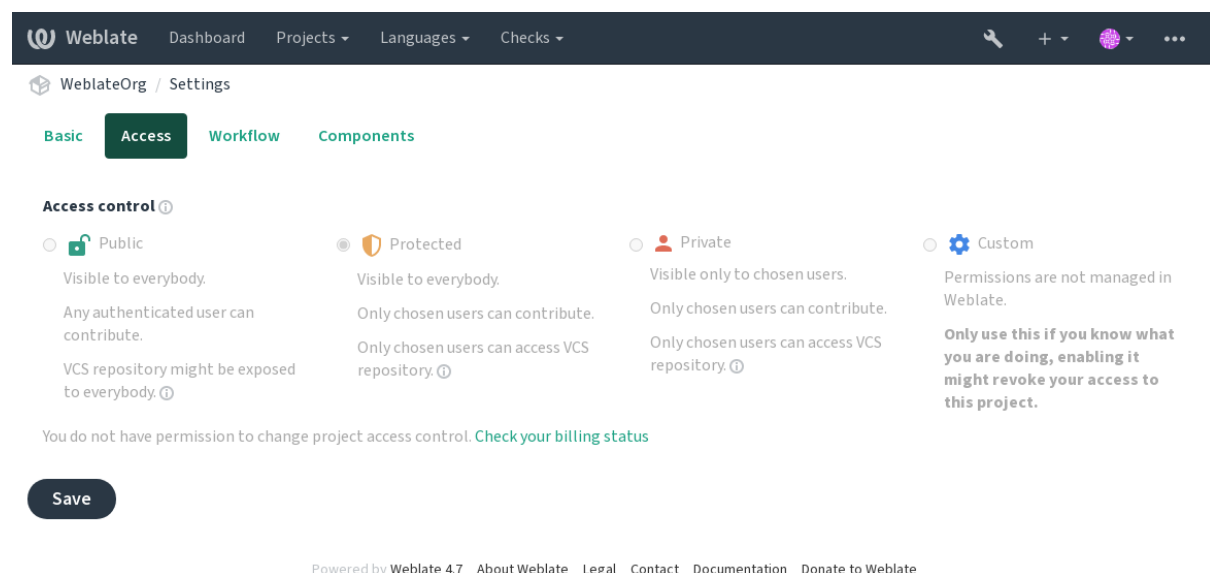 Weblate Dashboard Projects Languages Checks
WeblateOrg / Settings
Basic Access Workflow Components
Access control
Public
Visible to everybody.
Any authenticated user can
contribute.
VCS repository might be exposed
to everybody.
Protected
Visible to everybody.
Only chosen users can contribute.
Only chosen users can access VCS
repository.
Private
Visible only to chosen users.
Only chosen users can contribute.
Only chosen users can access VCS
repository.
Custom
Permissions are not managed in
Weblate.
Only use this if you know what
you are doing, enabling it
might revoke your access to
this project.
You do not have permission to change project access control. Check your billing status
Save
Powered by Weblate 4.7 About Weblate Legal Contact Documentation Donate to Weblate